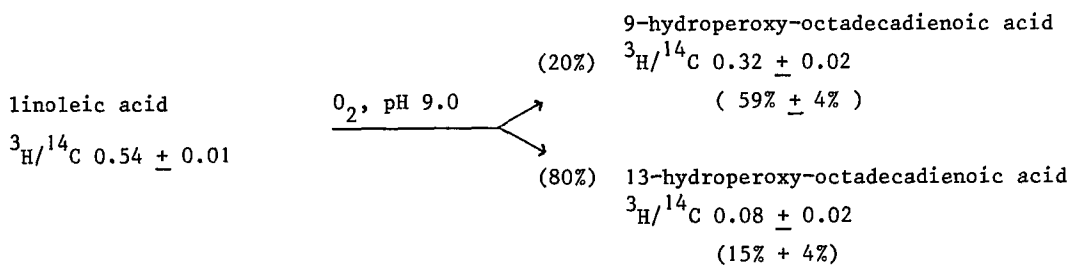 9-hydroperoxy-octadecadienoic acid
(20%) ³H/¹⁴C 0.32 ± 0.02
( 59% ± 4% )
linoleic acid
O₂, pH 9.0
³H/¹⁴C 0.54 ± 0.01
(80%) 13-hydroperoxy-octadecadienoic acid
³H/¹⁴C 0.08 ± 0.02
(15% + 4%)